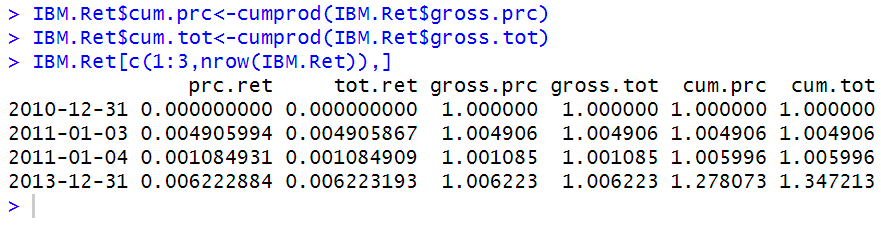 > IBM.Ret$cum.prc<-cumprod(IBM.Ret$gross.prc)
> IBM.Ret$cum.tot<-cumprod(IBM.Ret$gross.tot)
> IBM.Ret[c(1:3,nrow(IBM.Ret)),]
               prc.ret     tot.ret gross.prc gross.tot  cum.prc  cum.tot
2010-12-31 0.000000000 0.000000000  1.000000  1.000000 1.000000 1.000000
2011-01-03 0.004905994 0.004905867  1.004906  1.004906 1.004906 1.004906
2011-01-04 0.001084931 0.001084909  1.001085  1.001085 1.005996 1.005996
2013-12-31 0.006222884 0.006223193  1.006223  1.006223 1.278073 1.347213
>